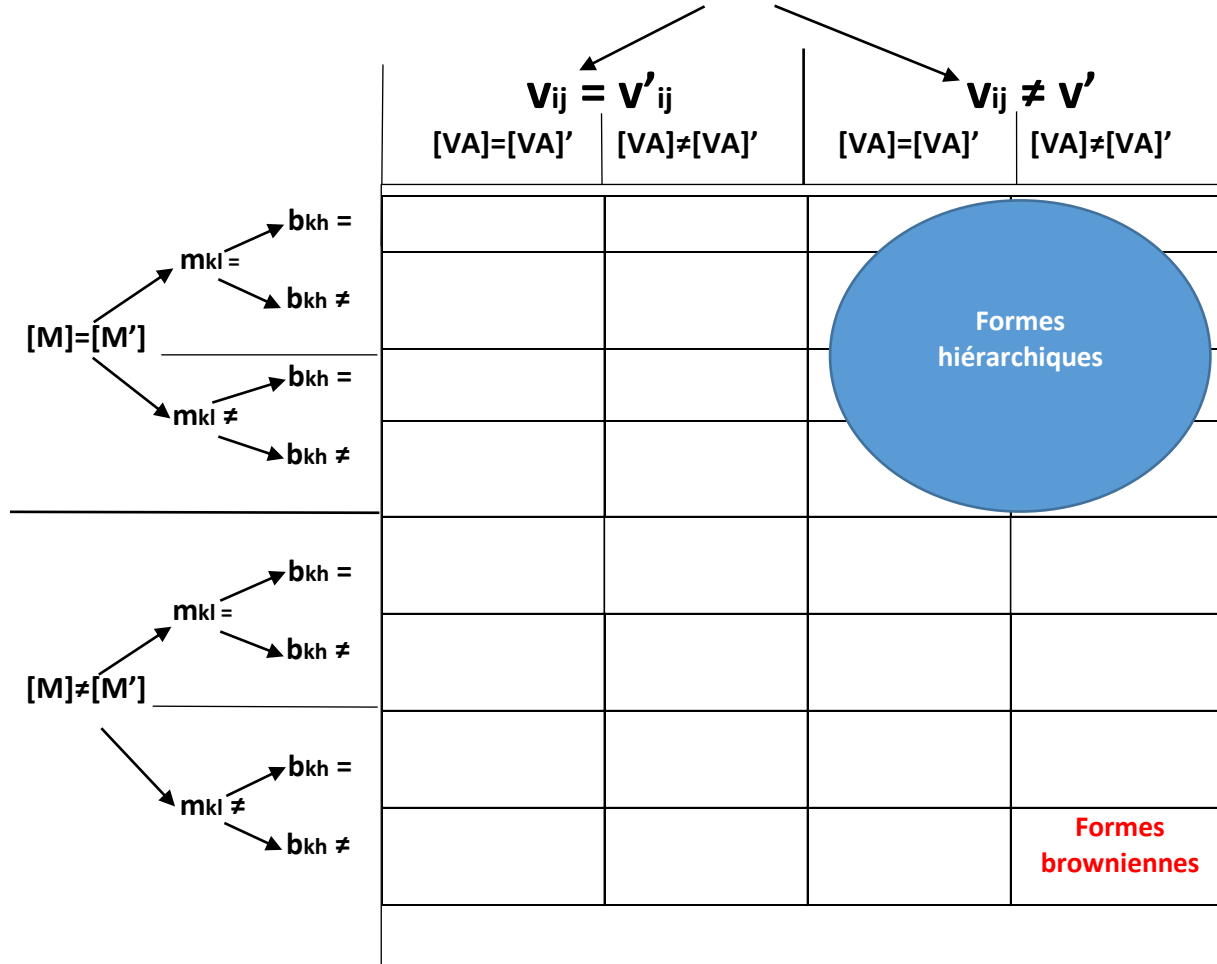 vij = v'ij vij ≠ v'
[VA]=[VA]' [VA]≠[VA]' [VA]=[VA]' [VA]≠[VA]'
bkh =
mkl =
bkh ≠
[M]=[M']
bkh =
mkl ≠
bkh ≠
Formes
hiérarchiques
bkh =
mkl =
bkh ≠
[M]≠[M']
bkh =
mkl ≠
bkh ≠
Formes
browniennes